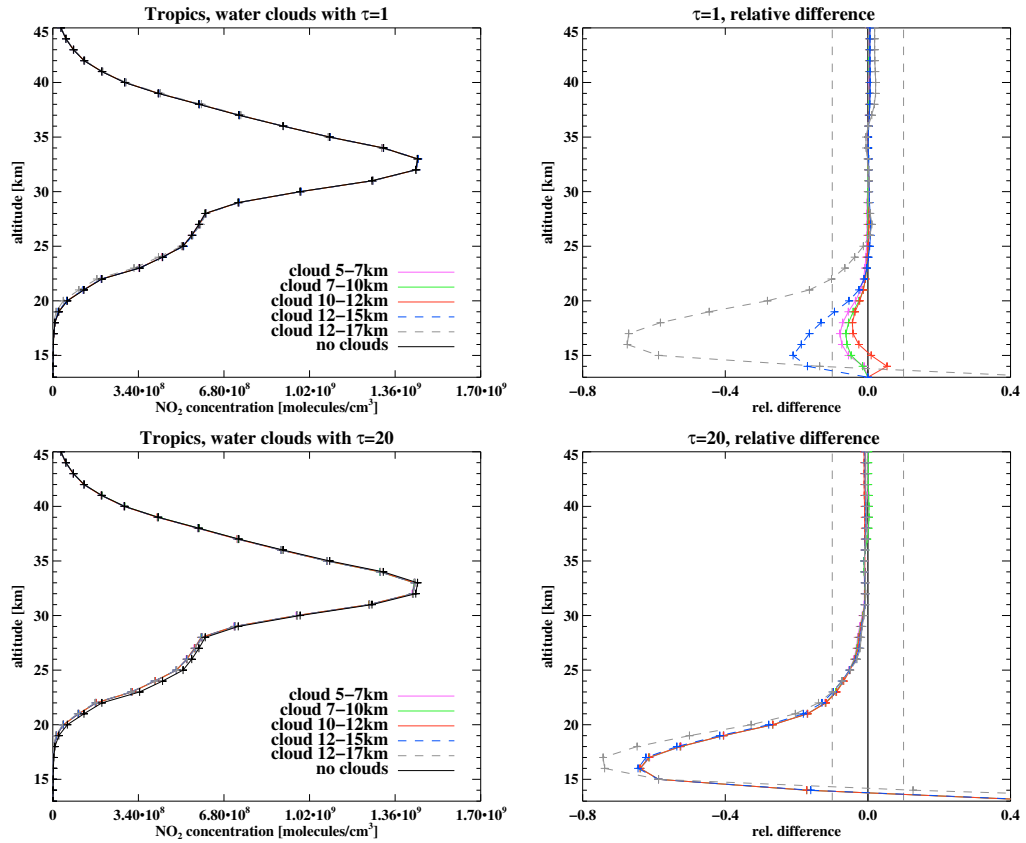 Tropics, water clouds with τ=1
altitude [km]
45
40
35
30
25
20
15
cloud 5−7km
cloud 7−10km
cloud 10−12km
cloud 12−15km
cloud 12−17km
no clouds
0 3.40•10⁸ 6.80•10⁸ 1.02•10⁹ 1.36•10⁹ 1.70•10⁹
NO₂ concentration [molecules/cm³]
τ=1, relative difference
altitude [km]
45
40
35
30
25
20
15
−0.8 −0.4 0.0 0.4
rel. difference
Tropics, water clouds with τ=20
altitude [km]
45
40
35
30
25
20
15
cloud 5−7km
cloud 7−10km
cloud 10−12km
cloud 12−15km
cloud 12−17km
no clouds
0 3.40•10⁸ 6.80•10⁸ 1.02•10⁹ 1.36•10⁹ 1.70•10⁹
NO₂ concentration [molecules/cm³]
τ=20, relative difference
altitude [km]
45
40
35
30
25
20
15
−0.8 −0.4 0.0 0.4
rel. difference